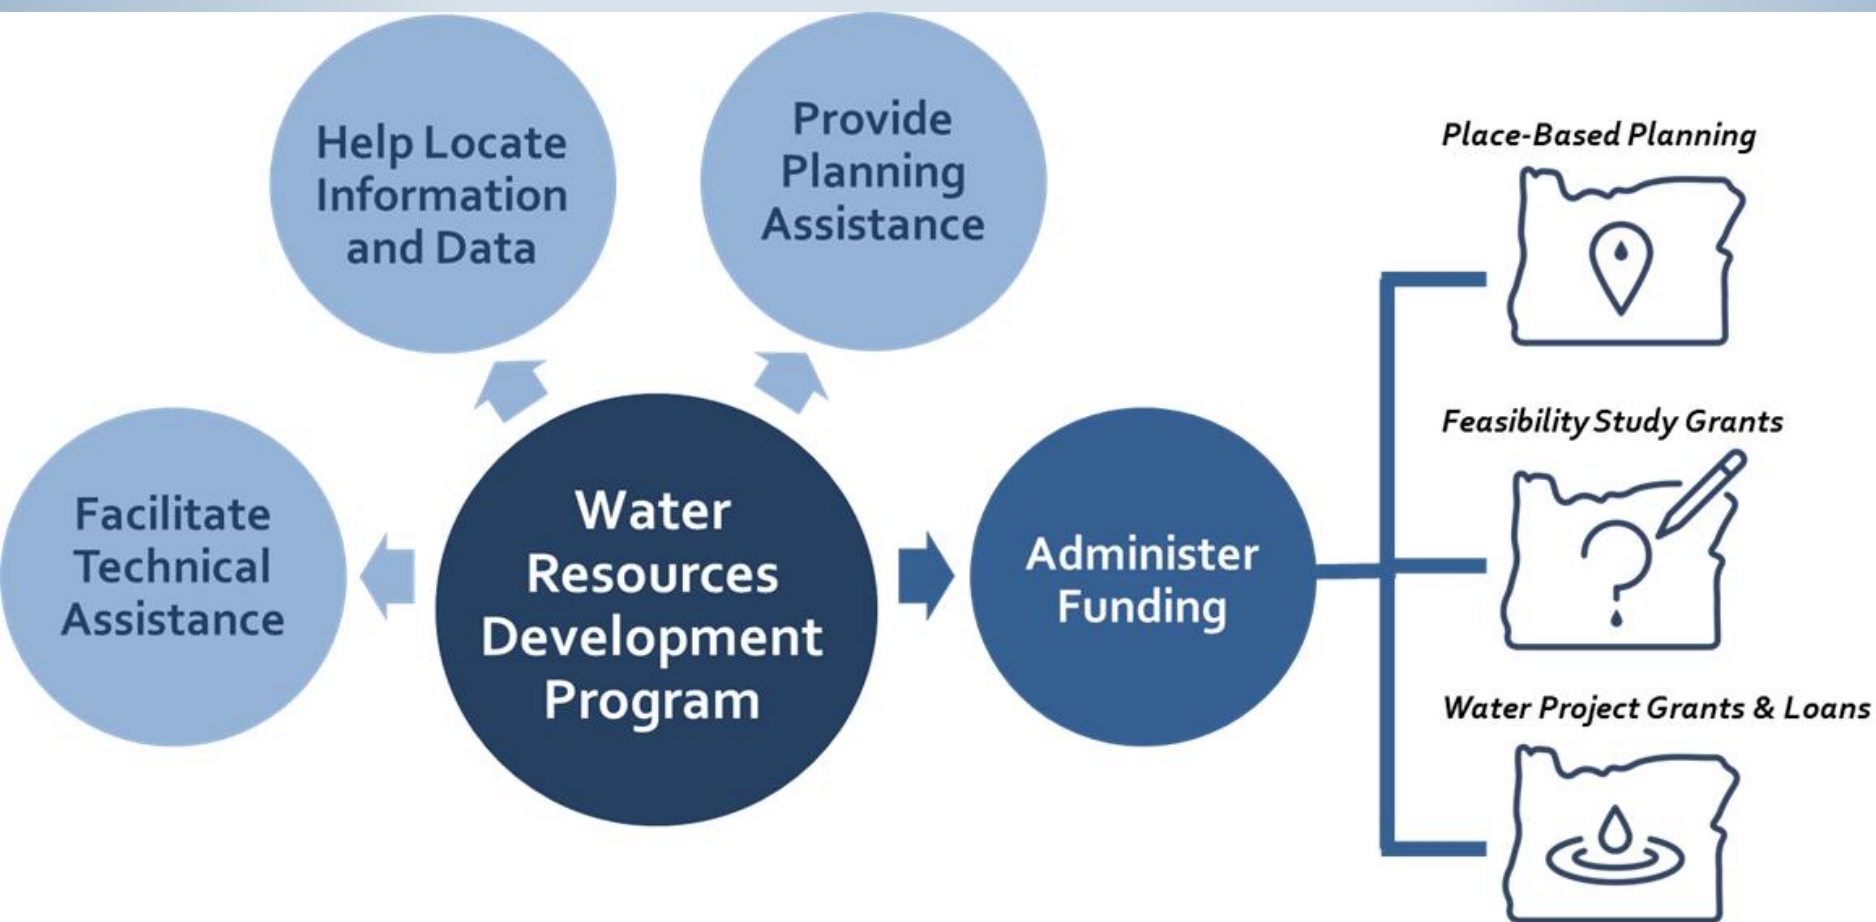 Help Locate
Information
and Data
Provide
Planning
Assistance
Facilitate
Technical
Assistance
Water
Resources
Development
Program
Administer
Funding
Place-Based Planning
Feasibility Study Grants
Water Project Grants & Loans